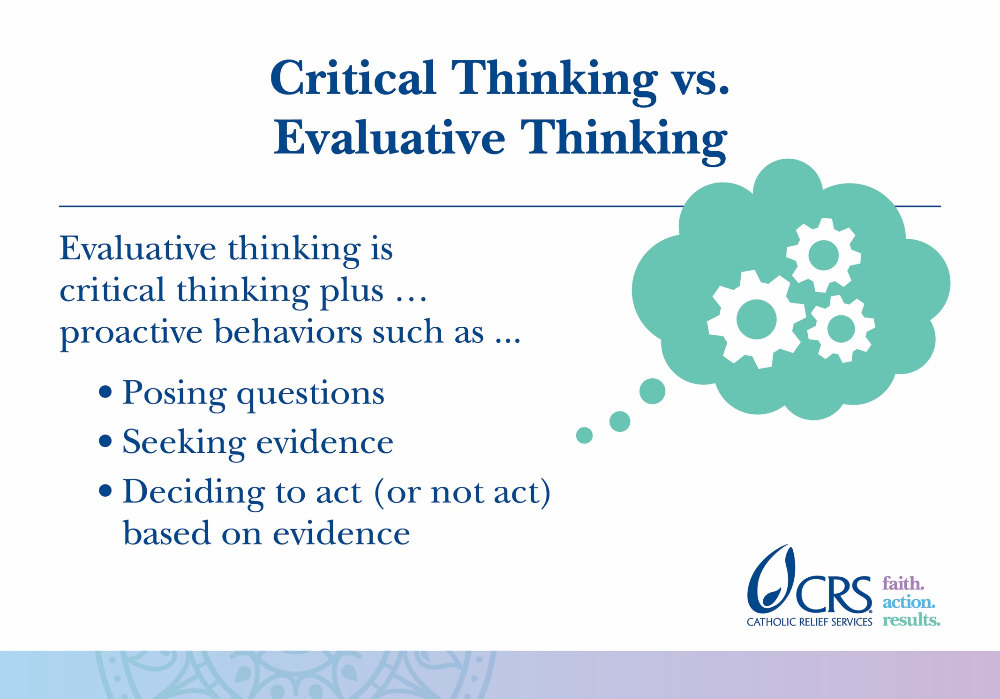 Critical Thinking vs.
Evaluative Thinking
Evaluative thinking is
critical thinking plus …
proactive behaviors such as ...
• Posing questions
• Seeking evidence
• Deciding to act (or not act)
based on evidence
CRS®
CATHOLIC RELIEF SERVICES
faith.
action.
results.